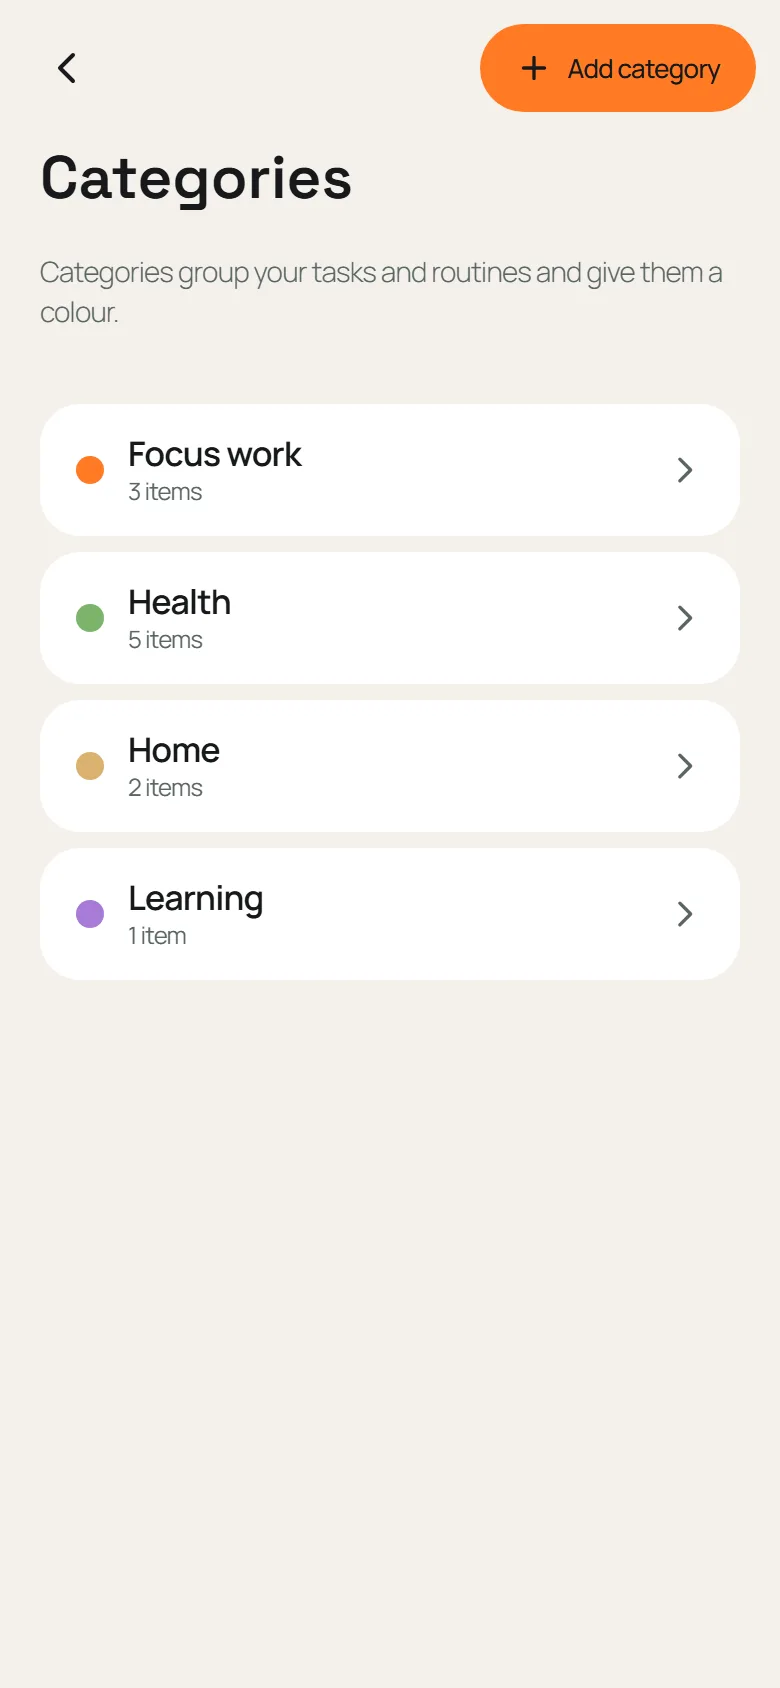 Add category
Categories
Categories group your tasks and routines and give them a
colour.
Focus work
3 items
Health
5 items
Home
2 items
Learning
1 item